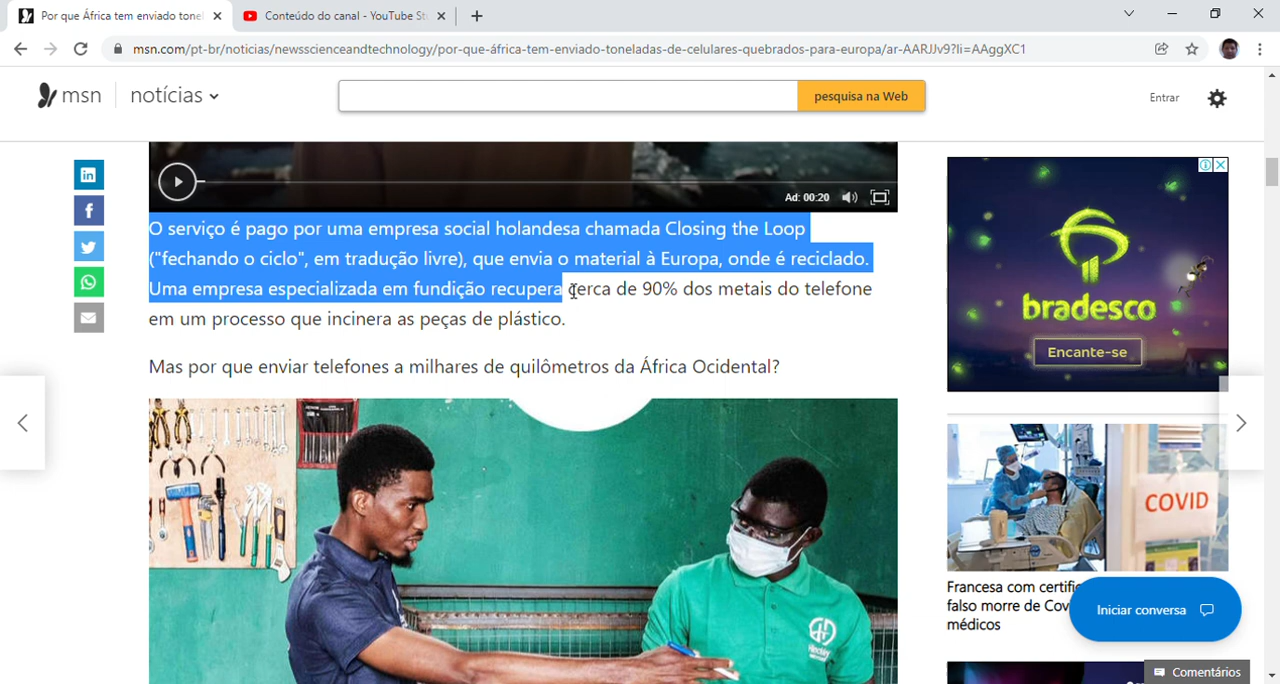 Por que África tem enviado tonel
Conteúdo do canal - YouTube St
msn.com/pt-br/noticias/newsscienceandtechnology/por-que-áfrica-tem-enviado-toneladas-de-celulares-quebrados-para-europa/ar-AARJJv9?li=AAggXC1
msn
notícias
pesquisa na Web
Entrar
Ad: 00:20
O serviço é pago por uma empresa social holandesa chamada Closing the Loop
("fechando o ciclo", em tradução livre), que envia o material à Europa, onde é reciclado.
Uma empresa especializada em fundição recupera cerca de 90% dos metais do telefone
em um processo que incinera as peças de plástico.
Mas por que enviar telefones a milhares de quilômetros da África Ocidental?
bradesco
Encante-se
COVID
Francesa com certific
falso morre de Cov
médicos
Iniciar conversa
Comentários